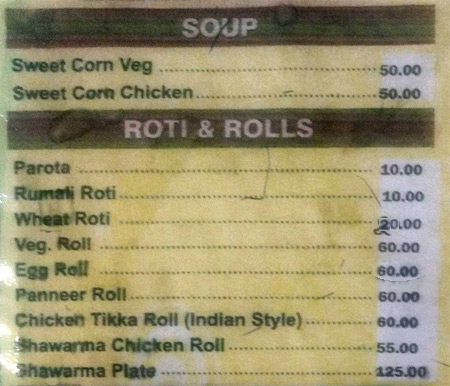 SOUP
Sweet Corn Veg 50.00
Sweet Corn Chicken 50.00
ROTI & ROLLS
Parota 10.00
Rumali Roti 10.00
Wheat Roti 20.00
Veg. Roll 60.00
Egg Roll 60.00
Panneer Roll 60.00
Chicken Tikka Roll (Indian Style) 60.00
Shawarma Chicken Roll 55.00
Shawarma Plate 125.00